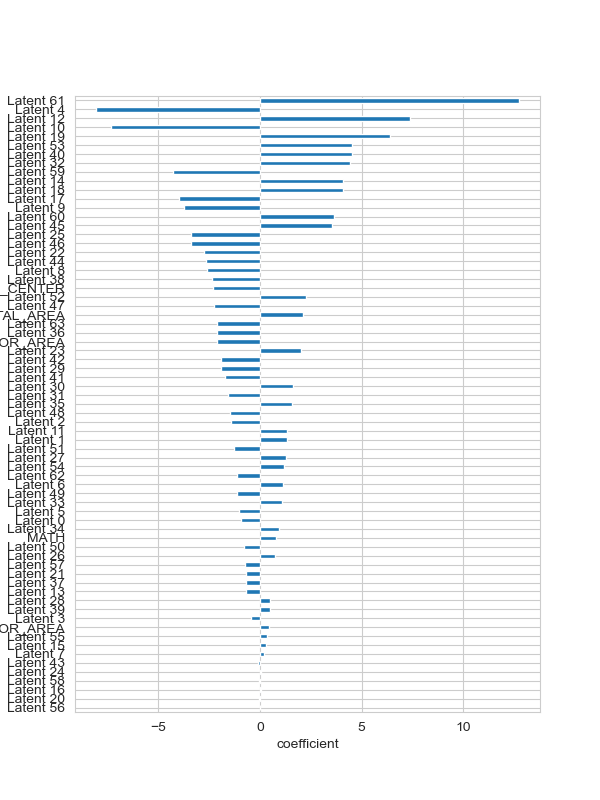 Latent 61
Latent 4
Latent 12
Latent 10
Latent 19
Latent 53
Latent 40
Latent 32
Latent 59
Latent 14
Latent 18
Latent 17
Latent 9
Latent 60
Latent 45
Latent 25
Latent 46
Latent 22
Latent 44
Latent 8
Latent 38
_CENTER
Latent 52
Latent 47
TAL_AREA
Latent 63
Latent 36
OR_AREA
Latent 23
Latent 42
Latent 29
Latent 41
Latent 30
Latent 31
Latent 35
Latent 48
Latent 2
Latent 11
Latent 1
Latent 51
Latent 27
Latent 54
Latent 62
Latent 6
Latent 49
Latent 33
Latent 5
Latent 0
Latent 34
MATH
Latent 50
Latent 26
Latent 57
Latent 21
Latent 37
Latent 13
Latent 28
Latent 39
Latent 3
OR_AREA
Latent 55
Latent 15
Latent 7
Latent 43
Latent 24
Latent 58
Latent 16
Latent 20
Latent 56
−5 0 5 10
coefficient